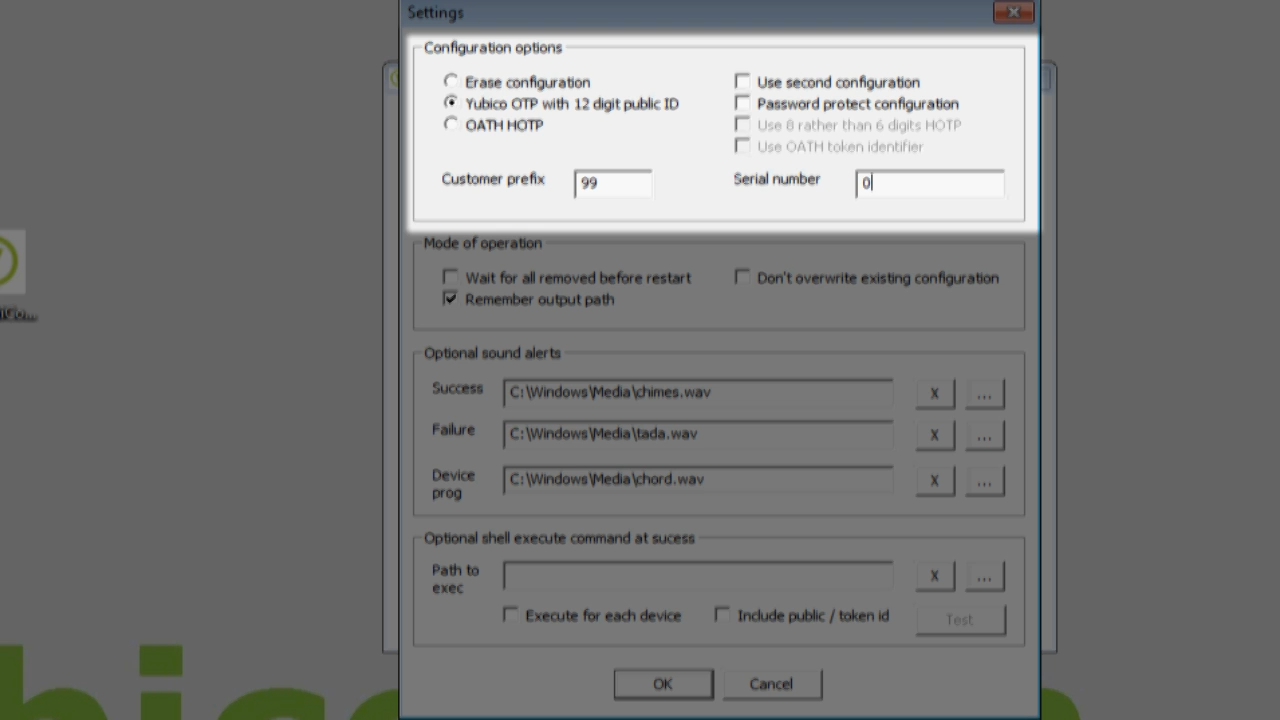 Settings
Configuration options
Erase configuration
Use second configuration
Yubico OTP with 12 digit public ID
Password protect configuration
OATH HOTP
Use 8 rather than 6 digits HOTP
Use OATH token identifier
Customer prefix 99
Serial number 0
Mode of operation
Wait for all removed before restart
Don't overwrite existing configuration
Remember output path
Optional sound alerts
Success C:\Windows\Media\chimes.wav X ...
Failure C:\Windows\Media\tada.wav X ...
Device prog C:\Windows\Media\chord.wav X ...
Optional shell execute command at sucess
Path to exec X ...
Execute for each device
Include public / token id
Test
OK
Cancel